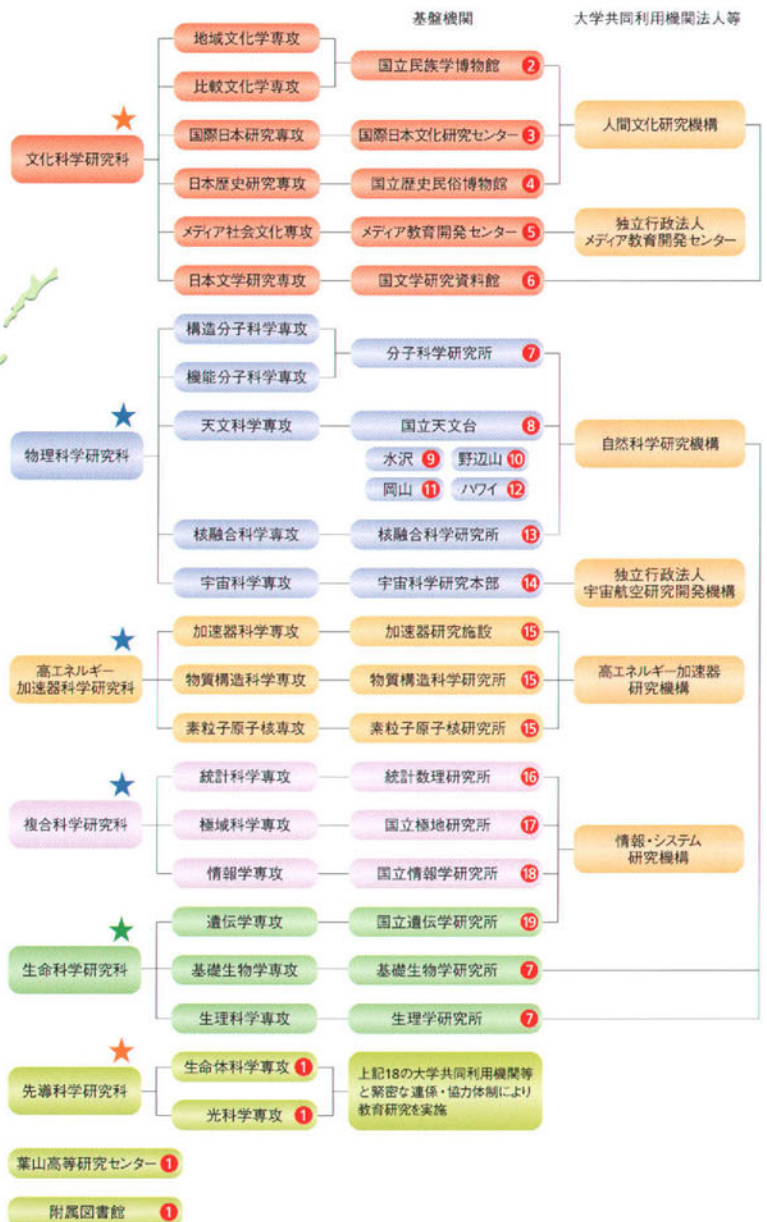 基盤機関
大学共同利用機関法人等
文化科学研究科
地域文化学専攻
比較文化学専攻
国立民族学博物館 2
国際日本研究専攻
国際日本文化研究センター 3
日本歴史研究専攻
国立歴史民俗博物館 4
人間文化研究機構
メディア社会文化専攻
メディア教育開発センター 5
独立行政法人
メディア教育開発センター
日本文学研究専攻
国文学研究資料館 6
物理科学研究科
構造分子科学専攻
機能分子科学専攻
分子科学研究所 7
天文科学専攻
国立天文台 8
水沢 9
野辺山 10
岡山 11
ハワイ 12
自然科学研究機構
核融合科学専攻
核融合科学研究所 13
宇宙科学専攻
宇宙科学研究本部 14
独立行政法人
宇宙航空研究開発機構
高エネルギー
加速器科学研究科
加速器科学専攻
加速器研究施設 15
物質構造科学専攻
物質構造科学研究所 15
素粒子原子核専攻
素粒子原子核研究所 15
高エネルギー加速器
研究機構
複合科学研究科
統計科学専攻
統計数理研究所 16
極域科学専攻
国立極地研究所 17
情報学専攻
国立情報学研究所 18
情報・システム
研究機構
生命科学研究科
遺伝学専攻
国立遺伝学研究所 19
基礎生物学専攻
基礎生物学研究所 7
生理科学専攻
生理学研究所 7
先導科学研究科
生命体科学専攻 1
光科学専攻 1
上記18の大学共同利用機関等
と緊密な連係・協力体制により
教育研究を実施
葉山高等研究センター 1
附属図書館 1